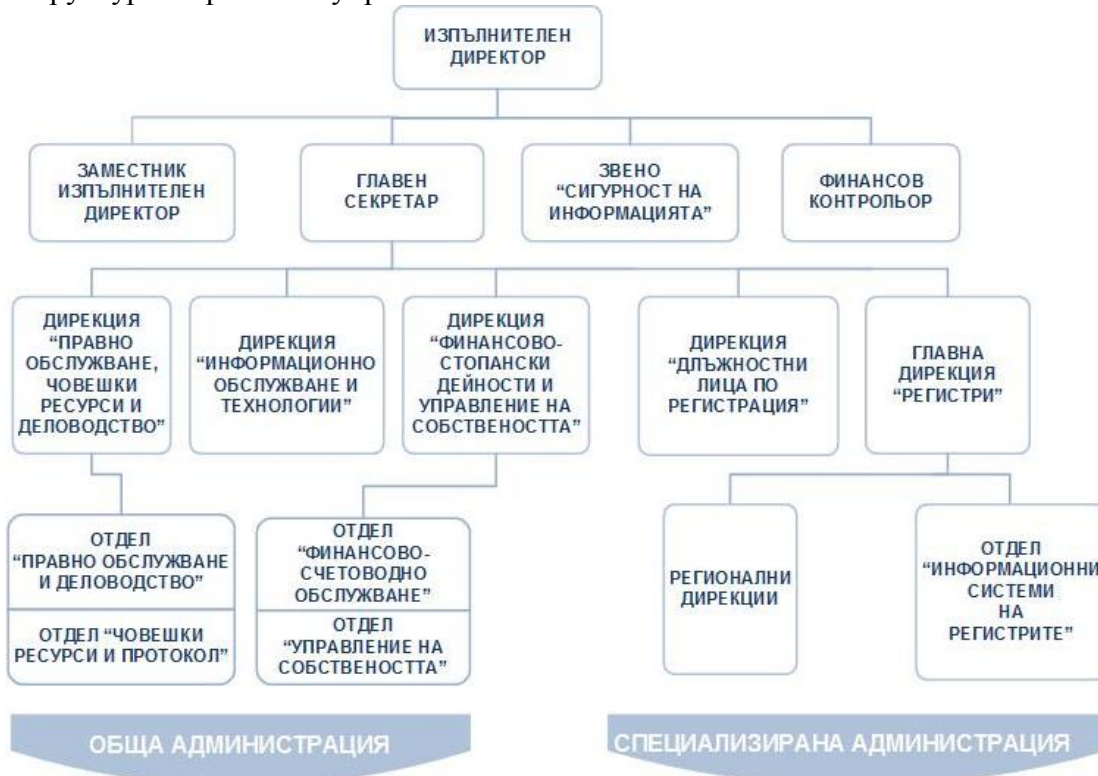 ИЗПЪЛНИТЕЛЕН
ДИРЕКТОР
ЗАМЕСТНИК
ИЗПЪЛНИТЕЛЕН
ДИРЕКТОР
ГЛАВЕН
СЕКРЕТАР
ЗВЕНО
“СИГУРНОСТ НА
ИНФОРМАЦИЯТА”
ФИНАНСОВ
КОНТРОЛЬОР
ДИРЕКЦИЯ
“ПРАВНО
ОБСЛУЖВАНЕ,
ЧОВЕШКИ
РЕСУРСИ И
ДЕЛОВОДСТВО”
ДИРЕКЦИЯ
“ИНФОРМАЦИОННО
ОБСЛУЖВАНЕ И
ТЕХНОЛОГИИ”
ДИРЕКЦИЯ
“ФИНАНСОВО-
СТОПАНСКИ
ДЕЙНОСТИ И
УПРАВЛЕНИЕ НА
СОБСТВЕНОСТТА”
ДИРЕКЦИЯ
“ДЛЪЖНОСТНИ
ЛИЦА ПО
РЕГИСТРАЦИЯ”
ГЛАВНА
ДИРЕКЦИЯ
“РЕГИСТРИ”
ОТДЕЛ
“ПРАВНО ОБСЛУЖВАНЕ
И ДЕЛОВОДСТВО”
ОТДЕЛ “ЧОВЕШКИ
РЕСУРСИ И ПРОТОКОЛ”
ОТДЕЛ
“ФИНАНСОВО-
СЧЕТОВОДНО
ОБСЛУЖВАНЕ”
ОТДЕЛ
“УПРАВЛЕНИЕ НА
СОБСТВЕНОСТТА”
РЕГИОНАЛНИ
ДИРЕКЦИИ
ОТДЕЛ
“ИНФОРМАЦИОННИ
СИСТЕМИ
НА
РЕГИСТРИТЕ”
ОБЩА АДМИНИСТРАЦИЯ
СПЕЦИАЛИЗИРАНА АДМИНИСТРАЦИЯ